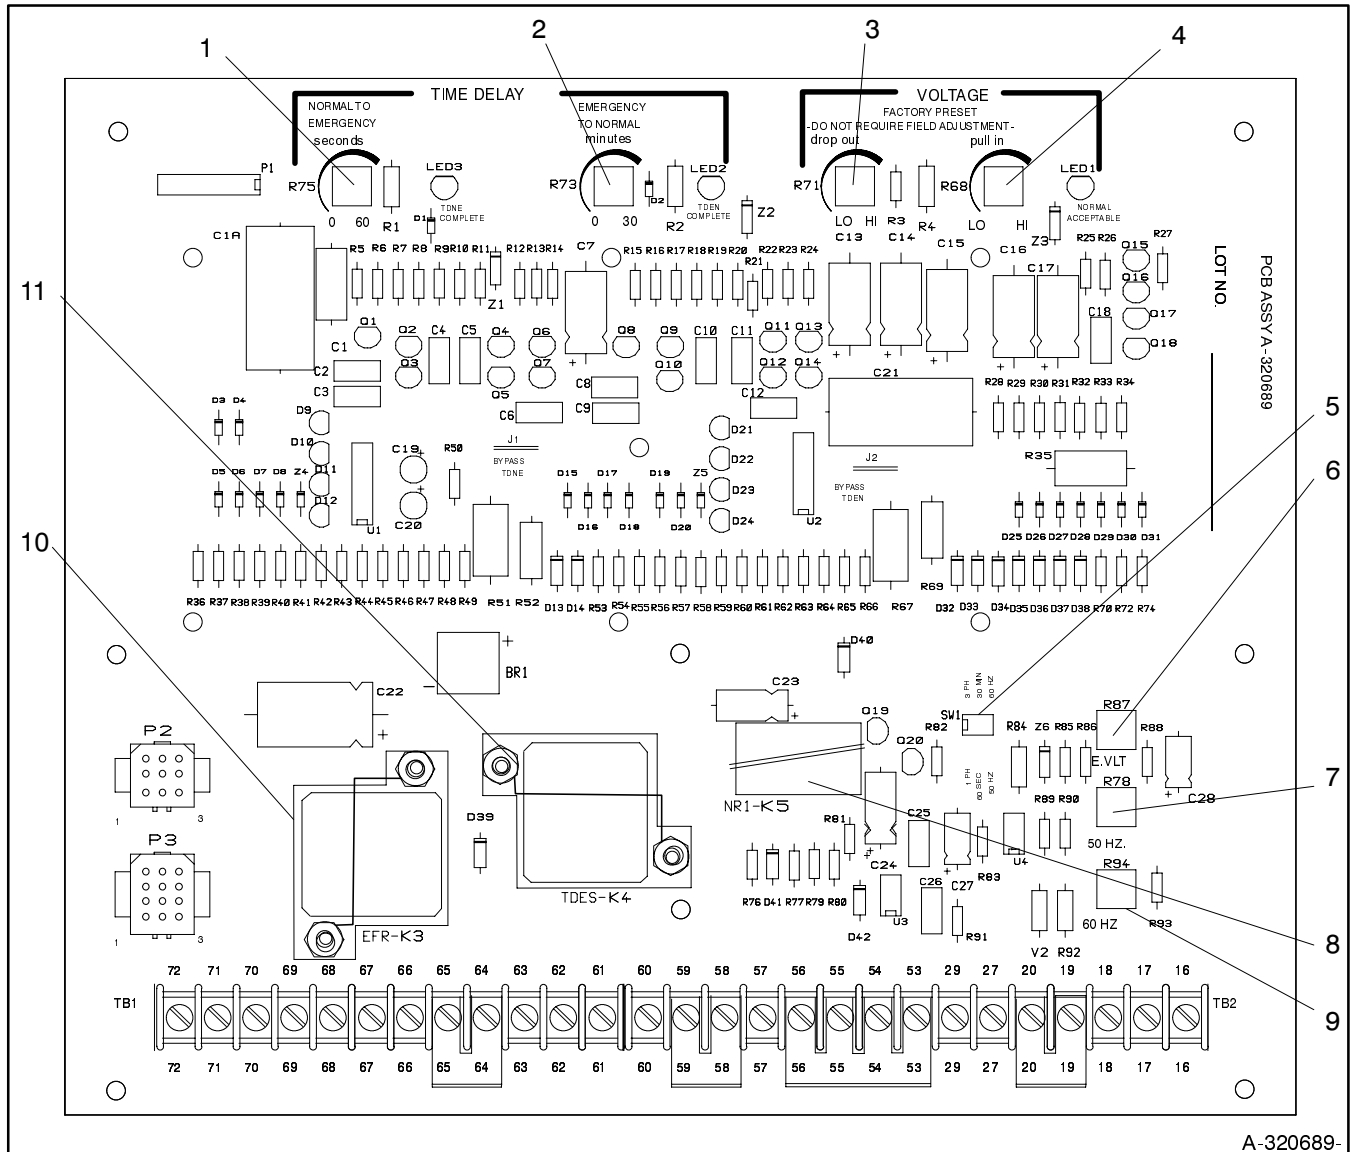 1
2
3
4
TIME DELAY
VOLTAGE
NORMAL TO
EMERGENCY
seconds
EMERGENCY
TO NORMAL
minutes
FACTORY PRESET
-DO NOT REQUIRE FIELD ADJUSTMENT-
drop out
pull in
P1
R75
0 60
R1
LED3
TDNE
COMPLETE
D1
R73
0 30
D2
R2
LED2
TDEN
COMPLETE
Z2
R71
LO HI
R3
R4
R68
LO HI
LED1
NORMAL
ACCEPTABLE
Z3
C1A
R5 R6 R7 R8 R9 R10 R11 R12 R13 R14
Z1
C7
R15 R16 R17 R18 R19 R20 R21 R22 R23 R24
C13 C14 C15 C16 C17
R25 R26 R27
Q15
Q16
Q17
Q18
C18
LOT NO.
PCB ASSY A-320689
11
Q1 Q2 Q3 C4 C5 Q4 Q5 Q6 Q7 Q8 Q9 Q10 C10 C11 Q11 Q12 Q13 Q14
C1
C2
C3
C6
C8
C9
C12
C21
R28 R29 R30 R31 R32 R33 R34
5
6
D3 D4
D9
D10
D11
D12
D5 D6 D7 D8 Z4
U1
C19
C20
+
+
R50
J1
BYPASS
TDNE
D15 D16 D17 D18 D19 D20 Z5
D21
D22
D23
D24
U2
J2
BYPASS
TDEN
R35
D25 D26 D27 D28 D29 D30 D31
10
R36 R37 R38 R39 R40 R41 R42 R43 R44 R45 R46 R47 R48 R49 R51 R52 D13 D14 R53 R54 R55 R56 R57 R58 R59 R60 R61 R62 R63 R64 R65 R66 R67 R69 D32 D33 D34 D35 D36 D37 D38 R70 R72 R74
+
BR1
−
D40
C22
+
C23
+
Q19
Q20
R82
SW1
3 PH
30 MIN
60 HZ
1 PH
60 SEC
50 HZ
R84 Z6 R85 R86
R87
R88
E.VLT
R78
C28
+
7
P2
1 3
P3
1 3
D39
TDES-K4
EFR-K3
NR1-K5
R81
C24
+
C25
C26
C27
+
R83
U4
R89 R90
50 HZ.
R94
60 HZ
R93
8
R76 D41 R77 R79 R80
D42
U3
R91
V2 R92
9
TB1
72 71 70 69 68 67 66 65 64 63 62 61 60 59 58 57 56 55 54 53 29 27 20 19 18 17 16
TB2
72 71 70 69 68 67 66 65 64 63 62 61 60 59 58 57 56 55 54 53 29 27 20 19 18 17 16
A-320689-